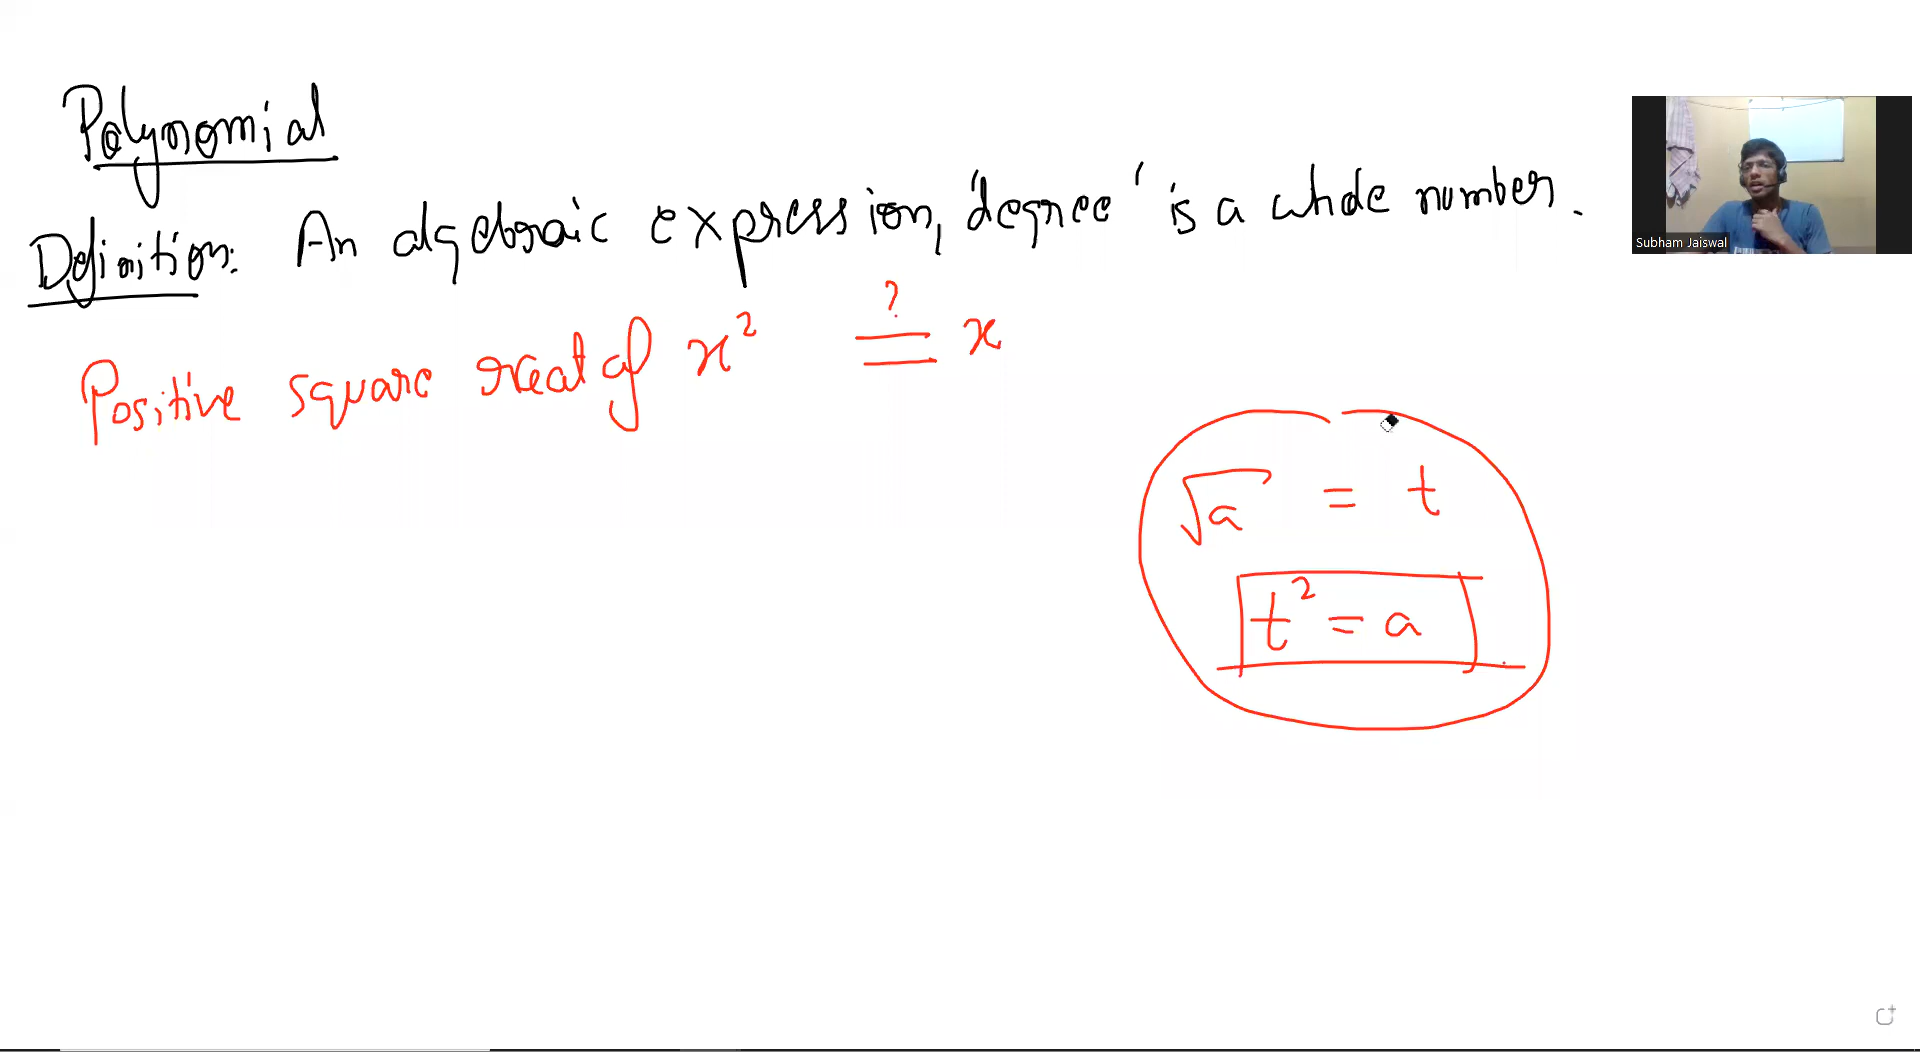 Polynomial
Definition: An algebraic expression, 'degree' is a whole number.
Positive square root of x² =? x
√a = t
t² = a
Subham Jaiswal